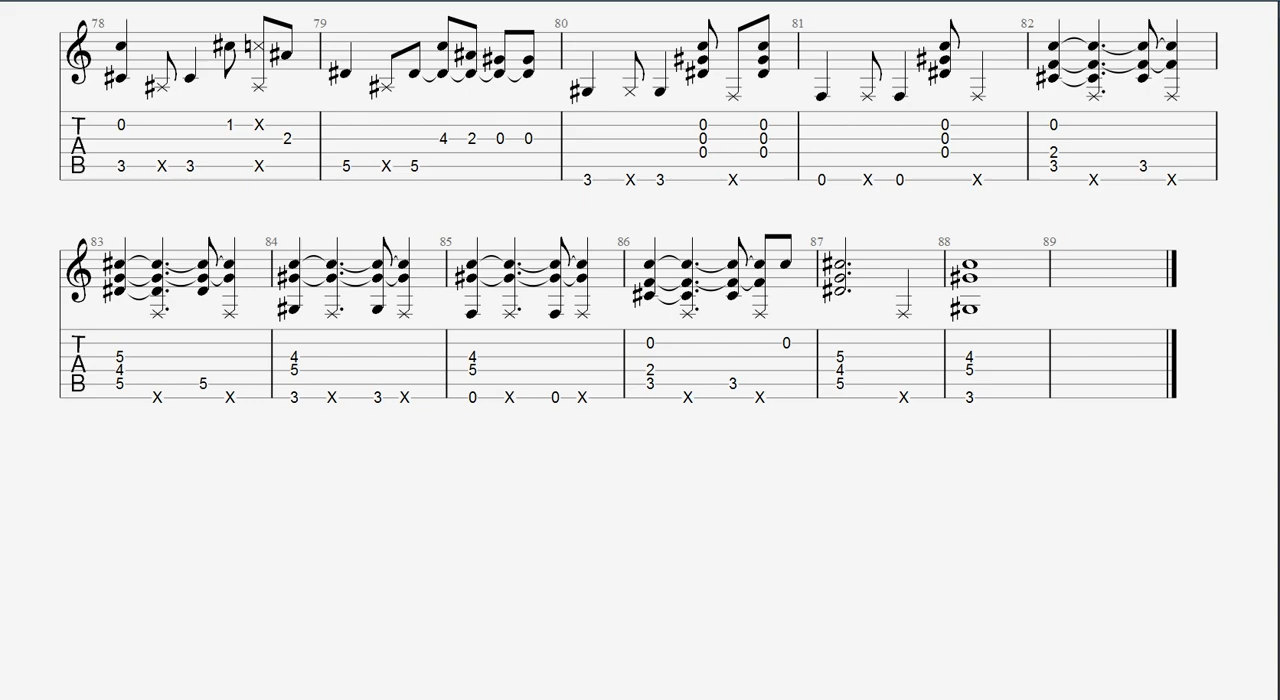 78 79 80 81 82
T 0 1 X 0 0 0 0
A 2 4 2 0 0 0 0 0
0 0 0 2
B 3 X 3 X 5 X 5 3 3
3 X 3 X 0 X 0 X X X
83 84 85 86 87 88 89
T 0 0
5 4 4 5 4
A 4 5 5 2 4 5
B 5 5 3 3 5
X X 3 X 3 X 0 X 0 X X X X 3